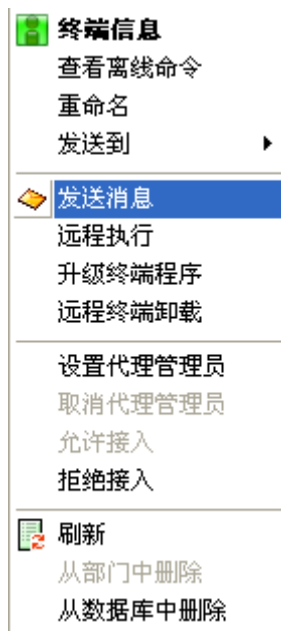 终端信息
查看离线命令
重命名
发送到
发送消息
远程执行
升级终端程序
远程终端卸载
设置代理管理员
取消代理管理员
允许接入
拒绝接入
刷新
从部门中删除
从数据库中删除